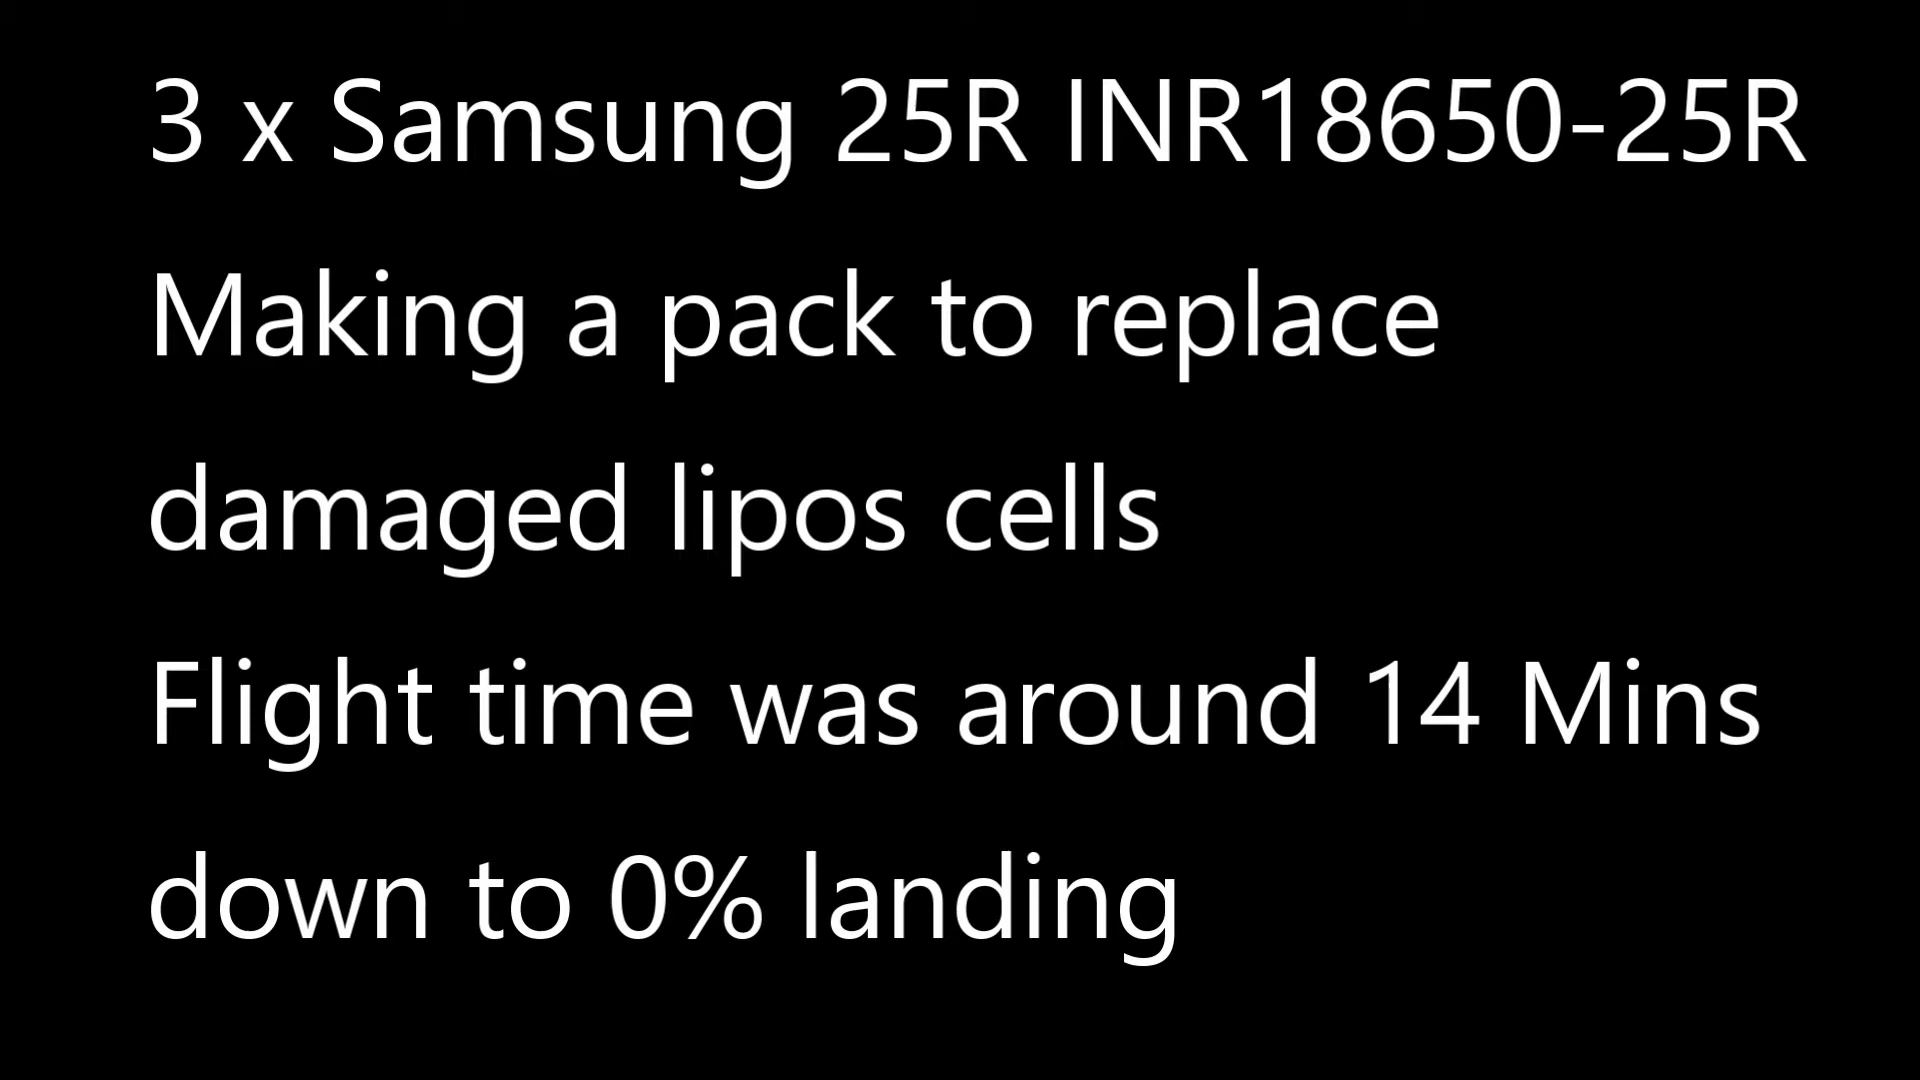 3 x Samsung 25R INR18650-25R
Making a pack to replace
damaged lipos cells
Flight time was around 14 Mins
down to 0% landing